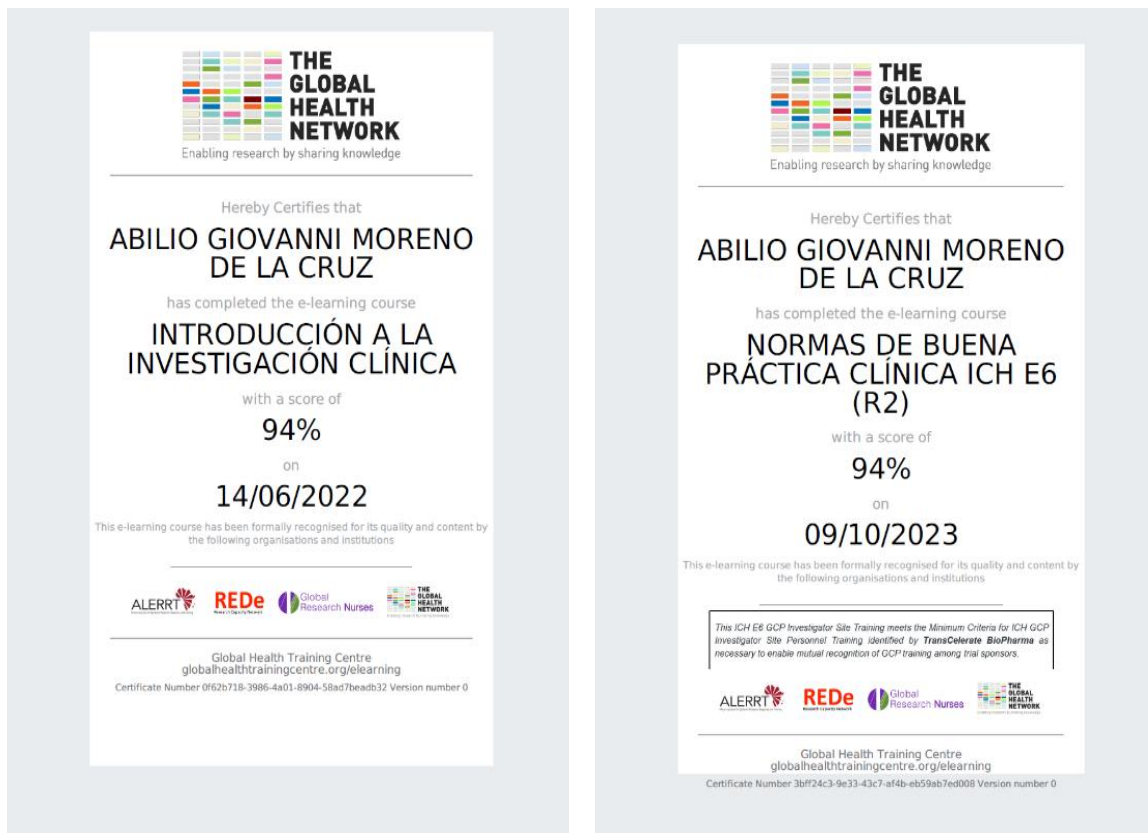 THE
GLOBAL
HEALTH
NETWORK
Enabling research by sharing knowledge
Hereby Certifies that
ABILIO GIOVANNI MORENO
DE LA CRUZ
has completed the e-learning course
INTRODUCCIÓN A LA
INVESTIGACIÓN CLÍNICA
with a score of
94%
on
14/06/2022
This e-learning course has been formally recognised for its quality and content by
the following organisations and institutions
ALERRT
REDe
Global
Research Nurses
THE
GLOBAL
HEALTH
NETWORK
Global Health Training Centre
globalhealthtrainingcentre.org/elearning
Certificate Number 0f62b718-3986-4a01-8904-58ad7beadb32 Version number 0
THE
GLOBAL
HEALTH
NETWORK
Enabling research by sharing knowledge
Hereby Certifies that
ABILIO GIOVANNI MORENO
DE LA CRUZ
has completed the e-learning course
NORMAS DE BUENA
PRÁCTICA CLÍNICA ICH E6
(R2)
with a score of
94%
on
09/10/2023
This e-learning course has been formally recognised for its quality and content by
the following organisations and institutions
This ICH E6 GCP Investigator Site Training meets the Minimum Criteria for ICH GCP
Investigator Site Personnel Training identified by TransCelerate BioPharma as
necessary to enable mutual recognition of GCP training among trial sponsors.
ALERRT
REDe
Global
Research Nurses
THE
GLOBAL
HEALTH
NETWORK
Global Health Training Centre
globalhealthtrainingcentre.org/elearning
Certificate Number 3bff24c3-9e33-43c7-af4b-eb59ab7ed008 Version number 0